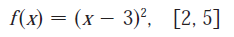 f(x) = (x − 3)², [2, 5]